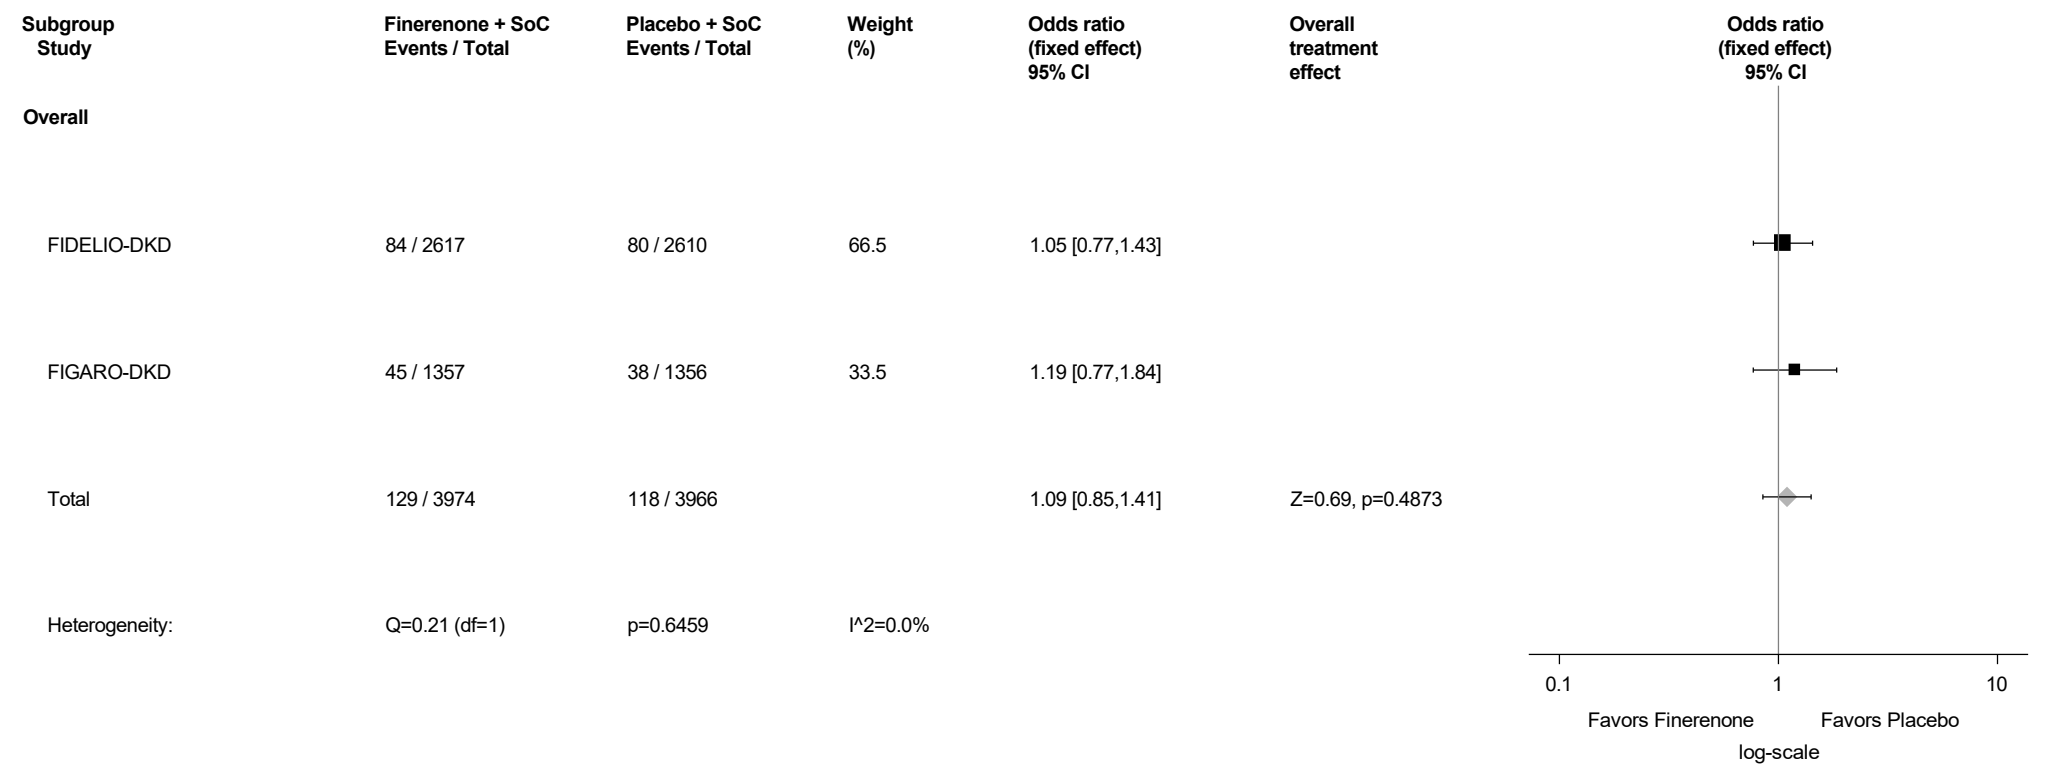 Subgroup Finerenone + SoC Placebo + SoC Weight Odds ratio Overall Odds ratio
Study Events / Total Events / Total (%) (fixed effect) treatment (fixed effect)
95% CI effect 95% CI
Overall
FIDELIO-DKD 84 / 2617 80 / 2610 66.5 1.05 [0.77,1.43]
FIGARO-DKD 45 / 1357 38 / 1356 33.5 1.19 [0.77,1.84]
Total 129 / 3974 118 / 3966 1.09 [0.85,1.41] Z=0.69, p=0.4873
Heterogeneity: Q=0.21 (df=1) p=0.6459 I^2=0.0%
0.1 1 10
Favors Finerenone Favors Placebo
log-scale